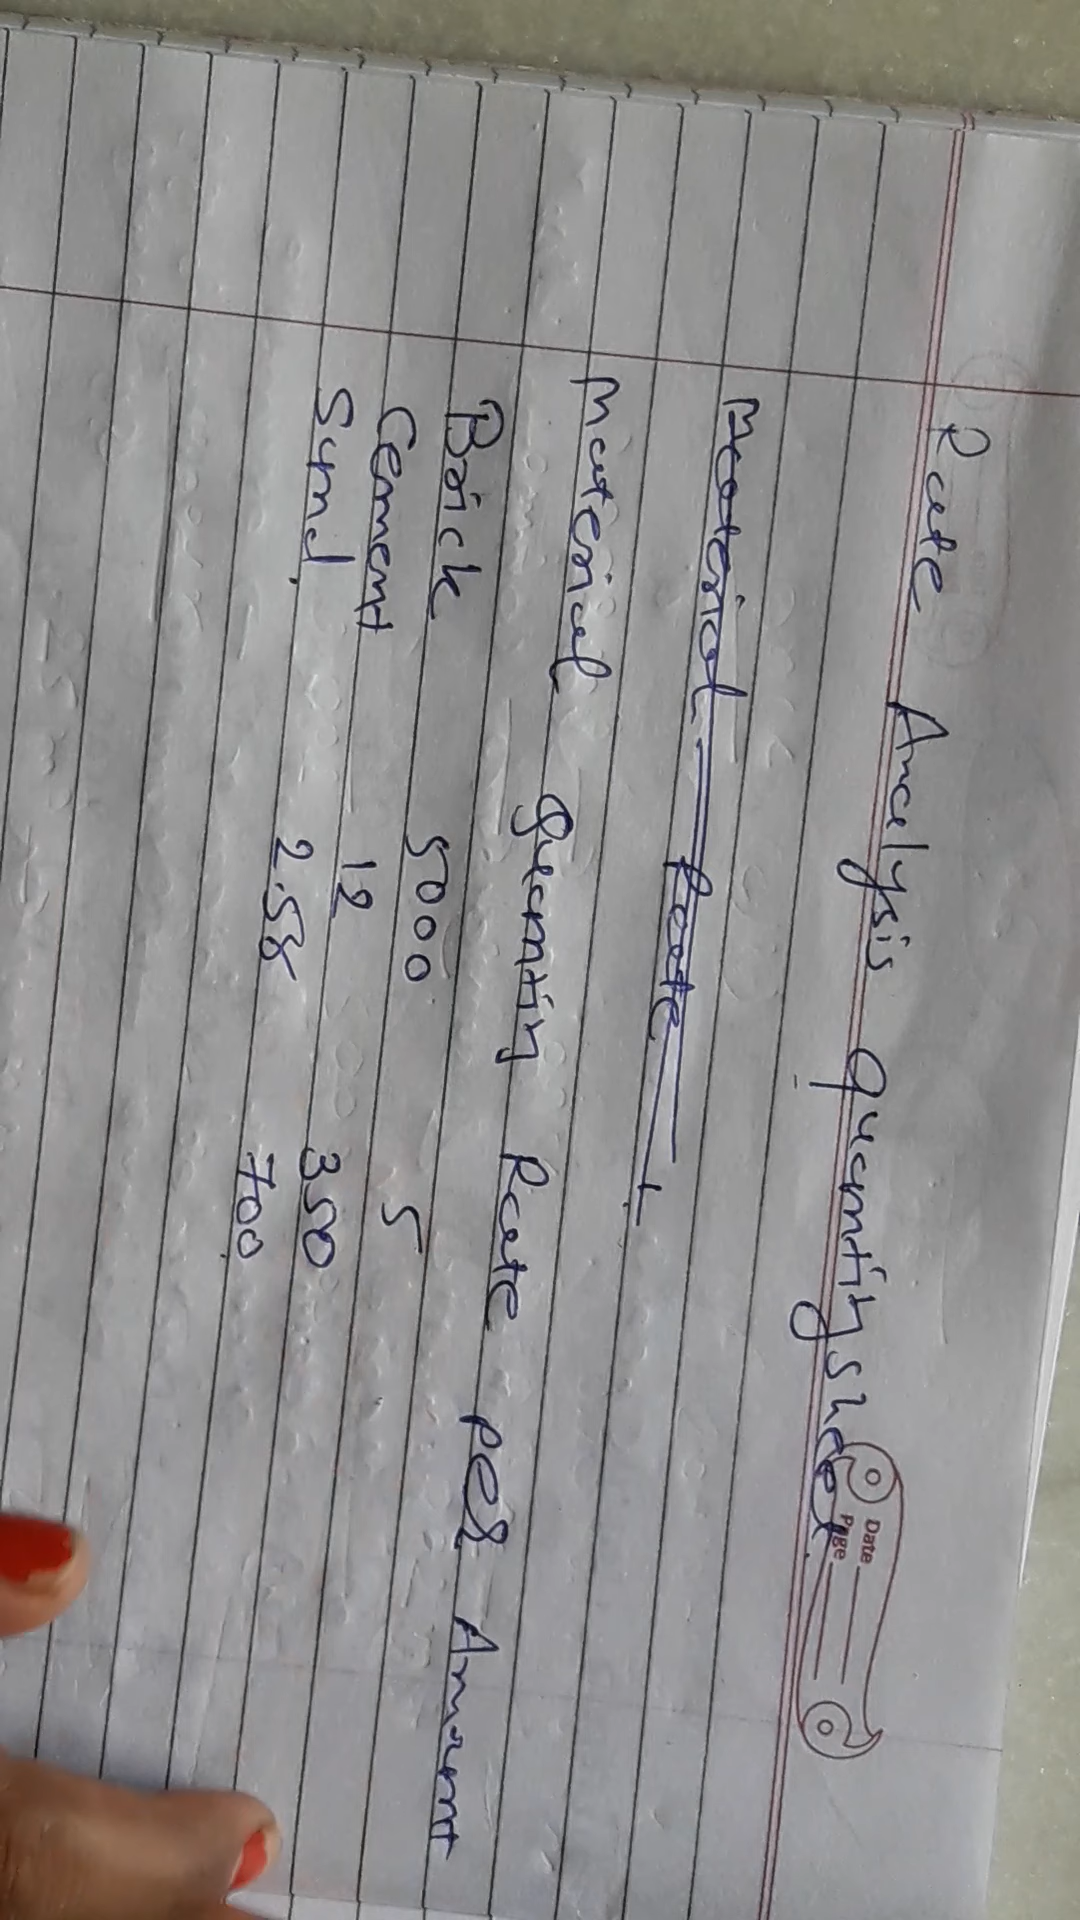 Date
Page
Rate Analysis quantity sheet
Material Rate
Material quantity Rate per Amount
Brick 5000 5
Cement 12 350
Sand 2.58 700